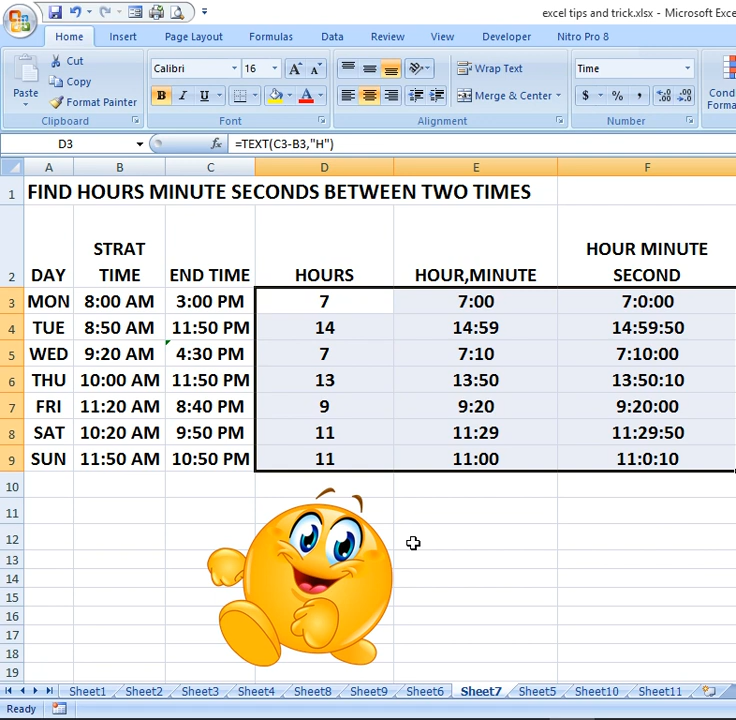 excel tips and trick.xlsx - Microsoft Exce
Home Insert Page Layout Formulas Data Review View Developer Nitro Pro 8
Paste
Cut
Copy
Format Painter
Clipboard
Calibri 16 A A
B I U A
Font
Wrap Text
Merge & Center
Alignment
Time
$ % , .00 .0
Number
Cond
Forma
D3 fx =TEXT(C3-B3,"H")
A B C D E F
1 FIND HOURS MINUTE SECONDS BETWEEN TWO TIMES
STRAT
HOUR MINUTE
2 DAY TIME END TIME HOURS HOUR,MINUTE SECOND
3 MON 8:00 AM 3:00 PM 7 7:00 7:0:00
4 TUE 8:50 AM 11:50 PM 14 14:59 14:59:50
5 WED 9:20 AM 4:30 PM 7 7:10 7:10:00
6 THU 10:00 AM 11:50 PM 13 13:50 13:50:10
7 FRI 11:20 AM 8:40 PM 9 9:20 9:20:00
8 SAT 10:20 AM 9:50 PM 11 11:29 11:29:50
9 SUN 11:50 AM 10:50 PM 11 11:00 11:0:10
10
11
12
13
14
15
16
17
18
19
Sheet1 Sheet2 Sheet3 Sheet4 Sheet8 Sheet9 Sheet6 Sheet7 Sheet5 Sheet10 Sheet11
Ready